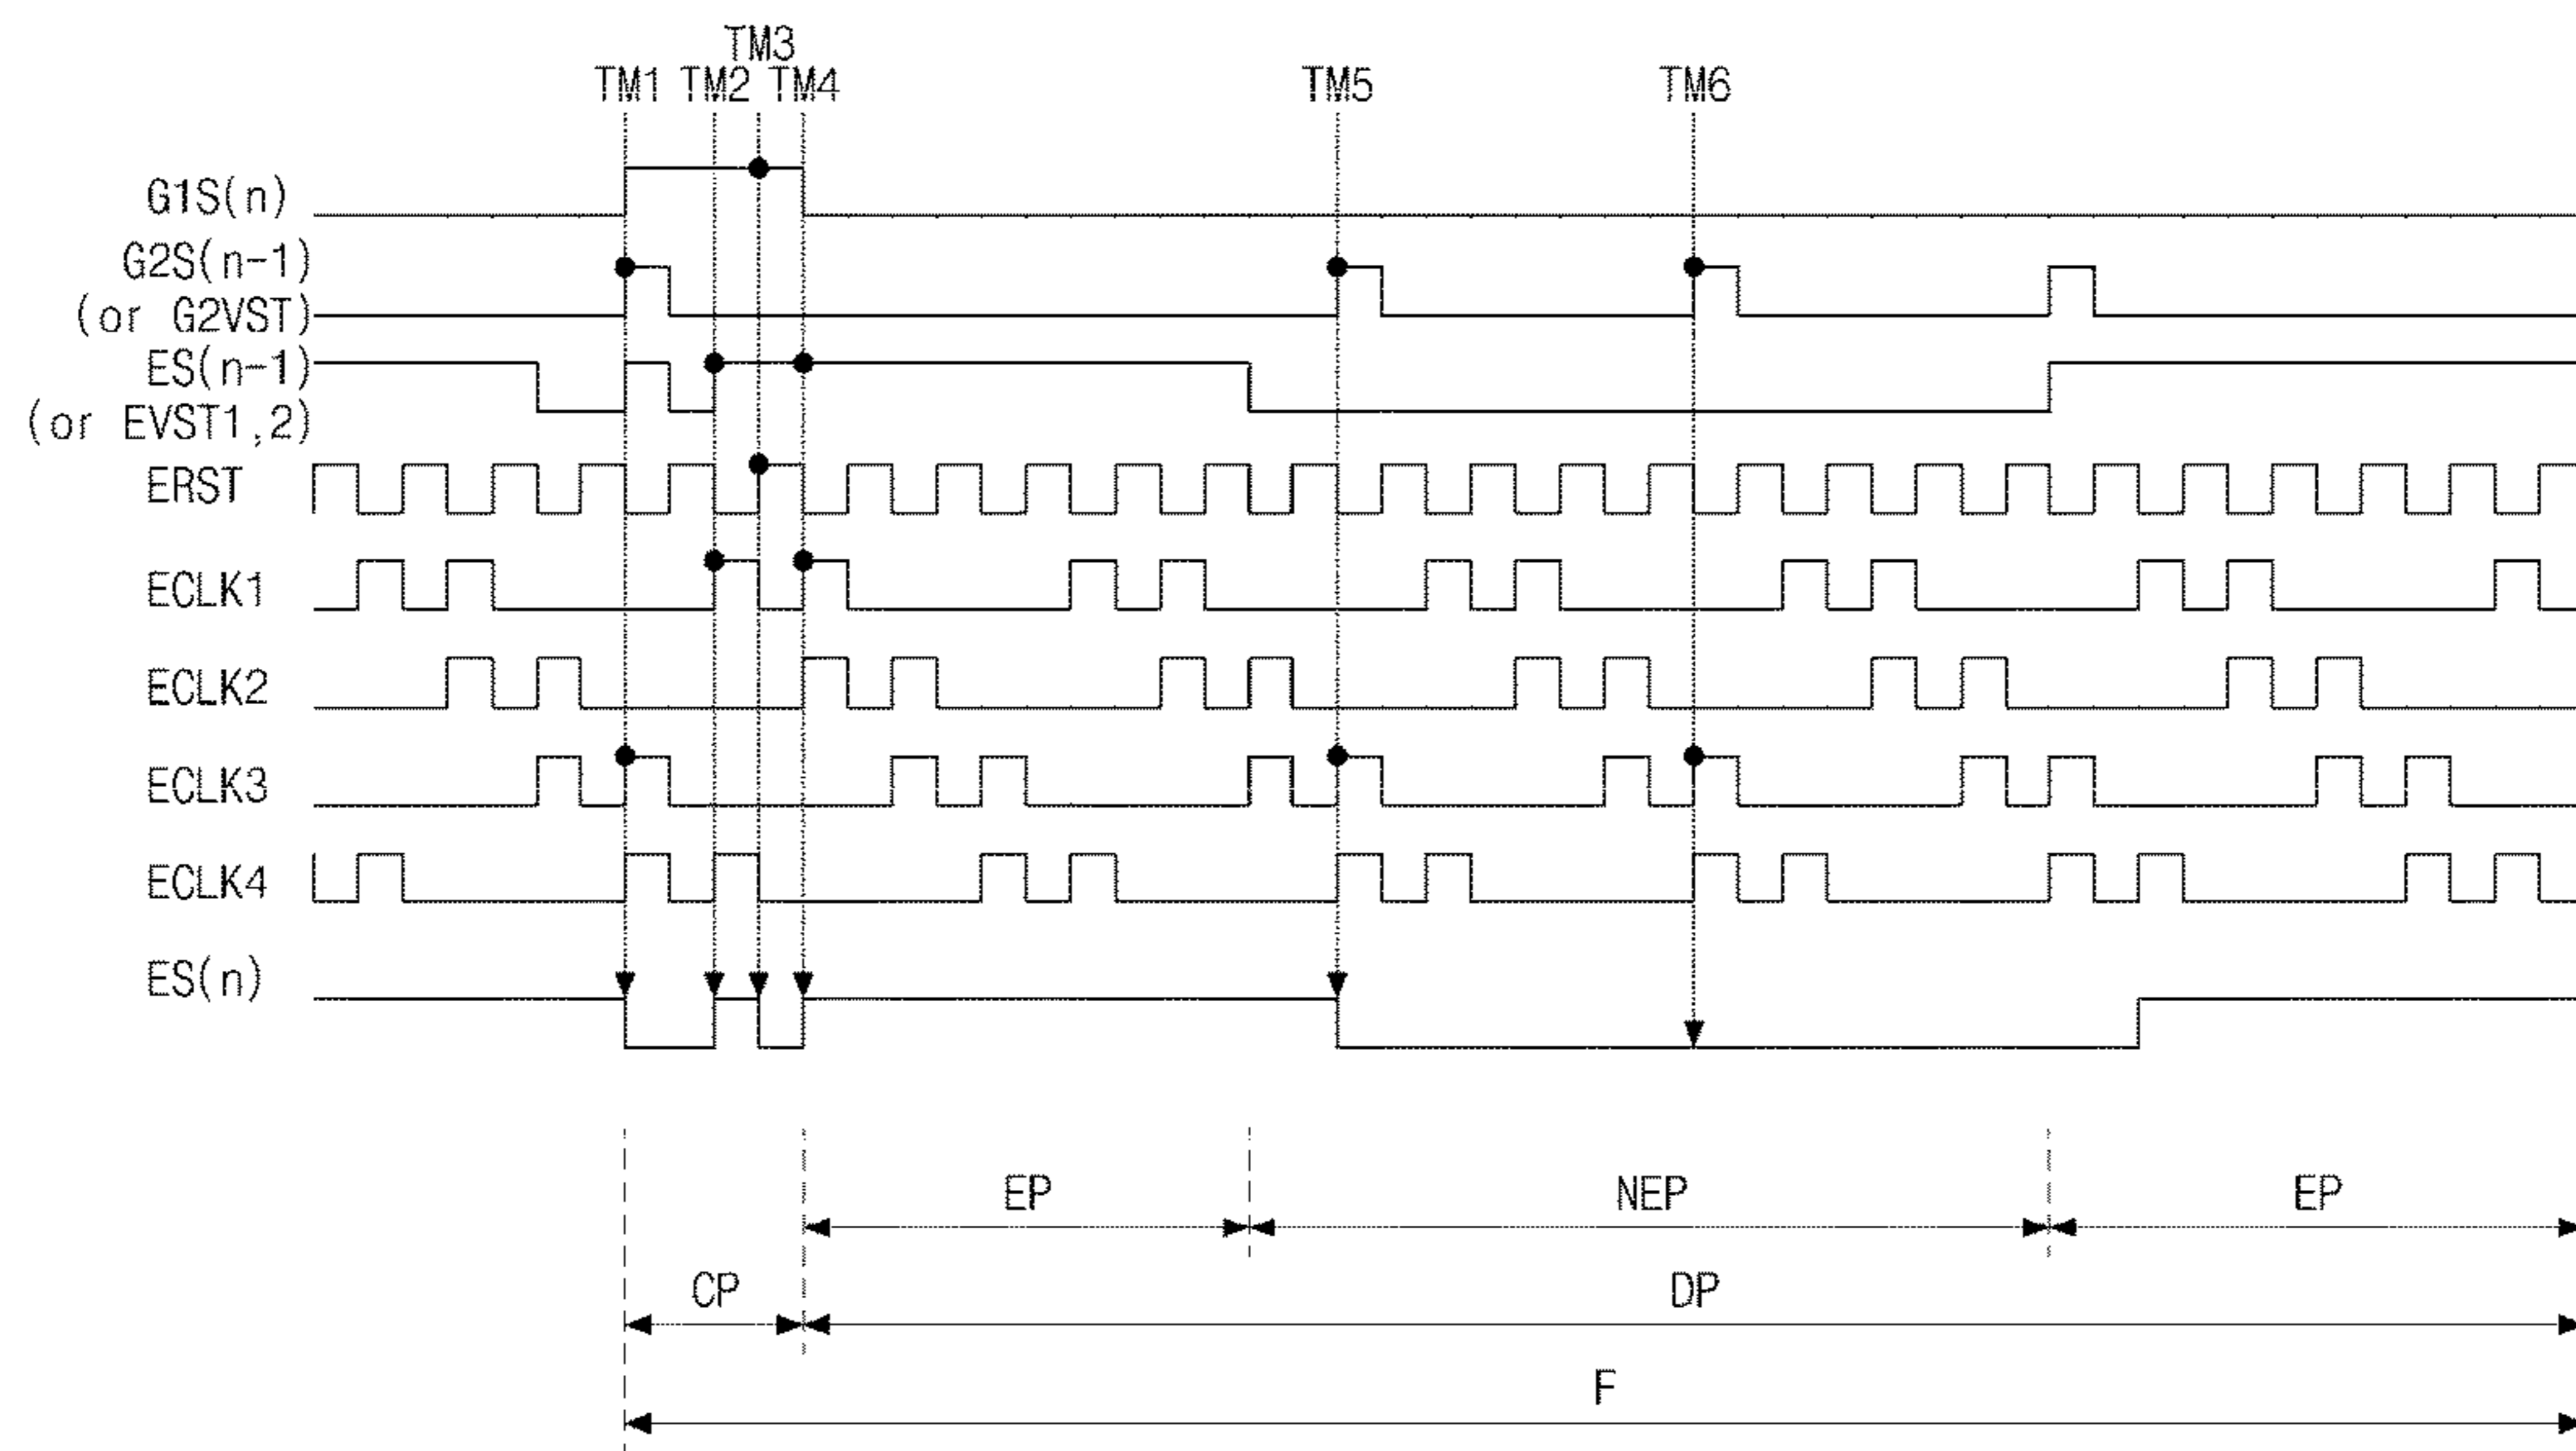 TM3
TM1 TM2 TM4 TM5 TM6
G1S(n)
G2S(n-1)
(or G2VST)
ES(n-1)
(or EVST1,2)
ERST
ECLK1
ECLK2
ECLK3
ECLK4
ES(n)
EP NEP EP
CP DP
F